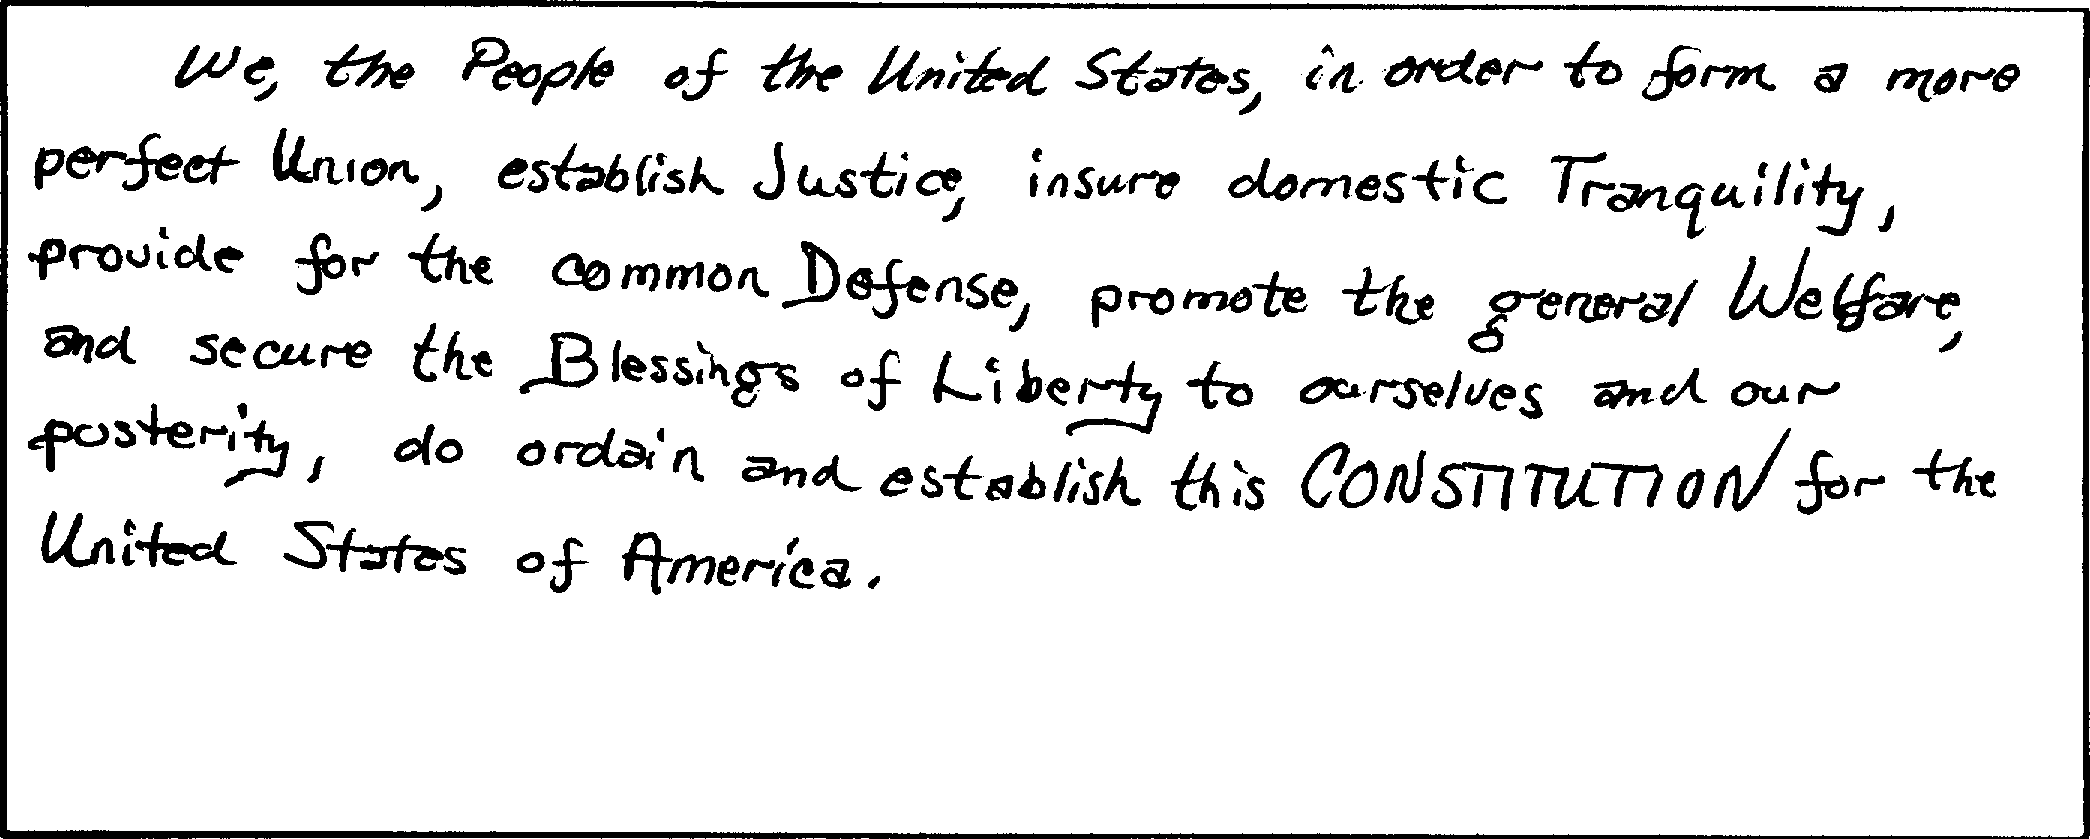 We, the People of the United States, in order to form a more
perfect Union, establish Justice, insure domestic Tranquility,
provide for the common Defense, promote the general Welfare,
and secure the Blessings of Liberty to ourselves and our
posterity, do ordain and establish this CONSTITUTION for the
United States of America.